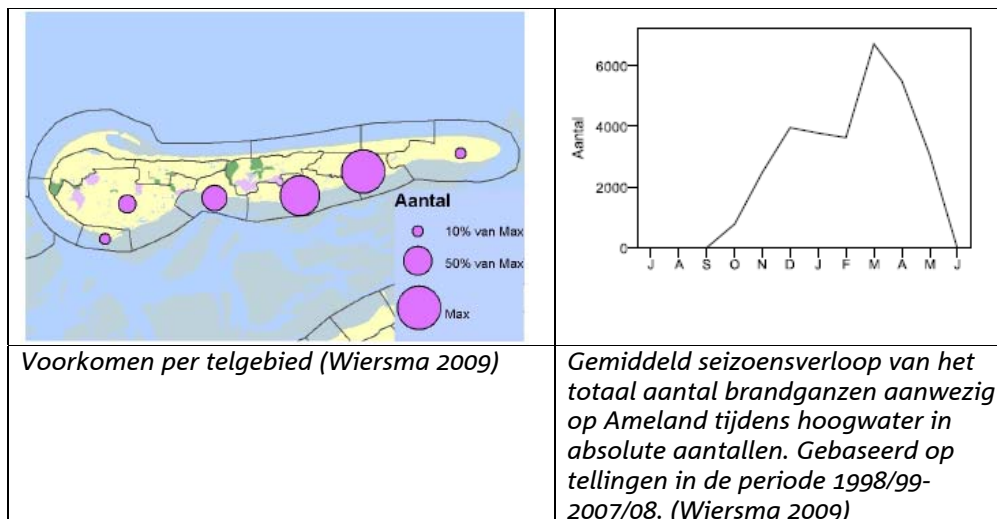 Aantal
10% van Max
50% van Max
Max
Aantal
6000
4000
2000
0
J A S O N D J F M A M J
Voorkomen per telgebied (Wiersma 2009)
Gemiddeld seizoensverloop van het
totaal aantal brandganzen aanwezig
op Ameland tijdens hoogwater in
absolute aantallen. Gebaseerd op
tellingen in de periode 1998/99-
2007/08. (Wiersma 2009)